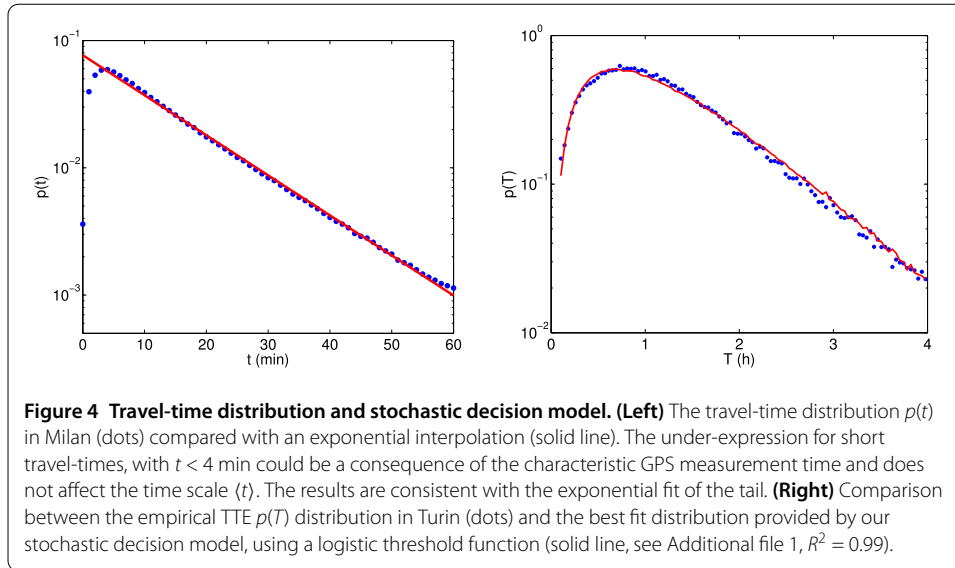 10⁻¹
10⁻²
10⁻³
p(t)
0 10 20 30 40 50 60
t (min)
10⁰
10⁻¹
10⁻²
p(T)
0 1 2 3 4
T (h)
Figure 4 Travel-time distribution and stochastic decision model. (Left) The travel-time distribution p(t)
in Milan (dots) compared with an exponential interpolation (solid line). The under-expression for short
travel-times, with t < 4 min could be a consequence of the characteristic GPS measurement time and does
not affect the time scale ⟨t⟩. The results are consistent with the exponential fit of the tail. (Right) Comparison
between the empirical TTE p(T) distribution in Turin (dots) and the best fit distribution provided by our
stochastic decision model, using a logistic threshold function (solid line, see Additional file 1, R² = 0.99).